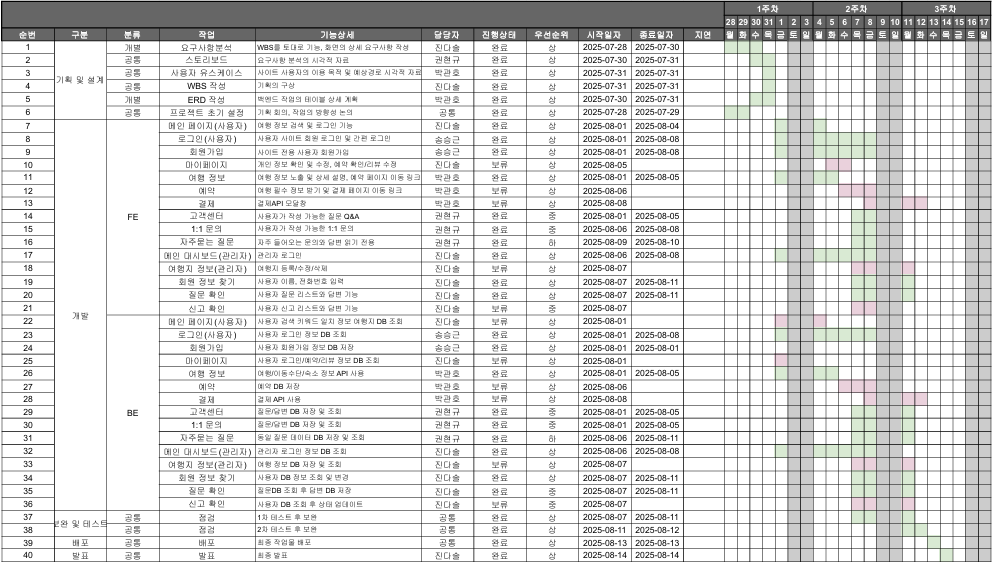 1주차 2주차 3주차
28 29 30 31 1 2 3 4 5 6 7 8 9 10 11 12 13 14 15 16 17
순번 구분 분류 작업 기능상세 담당자 진행상태 우선순위 시작일자 종료일자 지연 월 화 수 목 금 토 일 월 화 수 목 금 토 일 월 화 수 목 금 토 일
1 개별 요구사항분석 WBS를 토대로 기능, 화면의 상세 요구사항 작성 진다솔 완료 상 2025-07-28 2025-07-30
2 공통 스토리보드 요구사항 분석의 시각적 자료 권현규 완료 상 2025-07-30 2025-07-31
3 기획 및 설계 공통 사용자 유스케이스 사이트 사용자의 이용 목적 및 예상경로 시각적 자료 박관호 완료 상 2025-07-31 2025-07-31
4 공통 WBS 작성 기획의 구상 진다솔 완료 상 2025-07-31 2025-07-31
5 개별 ERD 작성 백엔드 작업의 테이블 상세 계획 박관호 완료 상 2025-07-30 2025-07-31
6 공통 프로젝트 초기 설정 기획 회의, 작업의 방향성 논의 공통 완료 상 2025-07-28 2025-07-29
7 메인 페이지(사용자) 여행 정보 검색 및 로그인 기능 진다솔 완료 상 2025-08-01 2025-08-04
8 로그인(사용자) 사용자 사이트 회원 로그인 및 간편 로그인 송승근 완료 상 2025-08-01 2025-08-08
9 회원가입 사이트 전용 사용자 회원가입 송승근 완료 상 2025-08-01 2025-08-08
10 마이페이지 개인 정보 확인 및 수정, 예약 확인/리뷰 수정 진다솔 보류 상 2025-08-05
11 여행 정보 여행 정보 노출 및 상세 설명, 예약 페이지 이동 링크 박관호 완료 상 2025-08-01 2025-08-05
12 예약 여행 필수 정보 받기 및 결제 페이지 이동 링크 박관호 보류 상 2025-08-06
13 결제 결제API 모달창 박관호 보류 상 2025-08-08
14 FE 고객센터 사용자가 작성 가능한 질문 Q&A 권현규 완료 중 2025-08-01 2025-08-05
15 1:1 문의 사용자가 작성 가능한 1:1 문의 권현규 완료 중 2025-08-06 2025-08-08
16 자주묻는 질문 자주 들어오는 문의와 답변 읽기 전용 권현규 완료 하 2025-08-09 2025-08-10
17 메인 대시보드(관리자) 관리자 로그인 진다솔 완료 상 2025-08-06 2025-08-08
18 여행지 정보(관리자) 여행지 등록/수정/삭제 진다솔 보류 상 2025-08-07
19 회원 정보 찾기 사용자 이름, 전화번호 입력 진다솔 완료 상 2025-08-07 2025-08-11
20 질문 확인 사용자 질문 리스트와 답변 기능 진다솔 완료 상 2025-08-07 2025-08-11
21 개발 신고 확인 사용자 신고 리스트와 답변 기능 진다솔 보류 중 2025-08-07
22 메인 페이지(사용자) 사용자 검색 키워드 일치 정보 여행지 DB 조회 진다솔 보류 상 2025-08-01
23 로그인(사용자) 사용자 로그인 정보 DB 조회 송승근 완료 상 2025-08-01 2025-08-08
24 회원가입 사용자 회원가입 정보 DB 저장 송승근 완료 상 2025-08-01 2025-08-01
25 마이페이지 사용자 로그인/예약/리뷰 정보 DB 조회 진다솔 보류 상 2025-08-01
26 여행 정보 여행/이동수단/숙소 정보 API 사용 박관호 완료 상 2025-08-01 2025-08-05
27 예약 예약 DB 저장 박관호 보류 상 2025-08-06
28 결제 결제 API 사용 박관호 보류 상 2025-08-08
29 BE 고객센터 질문/답변 DB 저장 및 조회 권현규 완료 중 2025-08-01 2025-08-05
30 1:1 문의 질문/답변 DB 저장 및 조회 권현규 완료 중 2025-08-01 2025-08-05
31 자주묻는 질문 동일 질문 데이터 DB 저장 및 조회 권현규 완료 하 2025-08-06 2025-08-11
32 메인 대시보드(관리자) 관리자 로그인 정보 DB 조회 진다솔 완료 상 2025-08-06 2025-08-08
33 여행지 정보(관리자) 여행 정보 DB 저장 및 조회 진다솔 보류 상 2025-08-07
34 회원 정보 찾기 사용자 DB 정보 조회 및 변경 진다솔 완료 상 2025-08-07 2025-08-11
35 질문 확인 질문DB 조회 후 답변 DB 저장 진다솔 완료 중 2025-08-07 2025-08-11
36 신고 확인 사용자 DB 조회 후 상태 업데이트 진다솔 보류 중 2025-08-07
37 공통 점검 1차 테스트 후 보완 공통 완료 상 2025-08-07 2025-08-11
보완 및 테스트
38 공통 점검 2차 테스트 후 보완 공통 완료 상 2025-08-11 2025-08-12
39 배포 공통 배포 최종 작업물 배포 공통 완료 상 2025-08-13 2025-08-13
40 발표 공통 발표 최종 발표 진다솔 완료 상 2025-08-14 2025-08-14